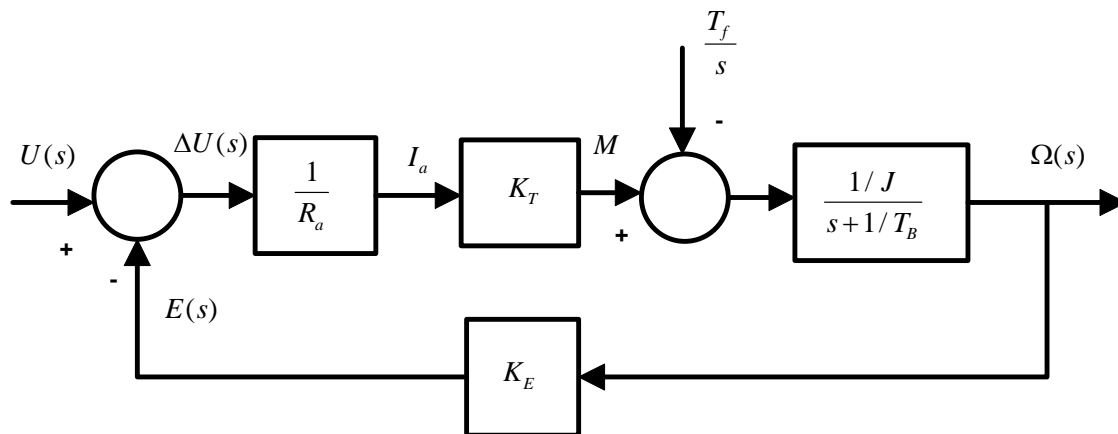 T_f / s
-
U(s)
+
ΔU(s)
1 / R_a
I_a
K_T
M
+
1 / J
s + 1 / T_B
Ω(s)
-
E(s)
K_E